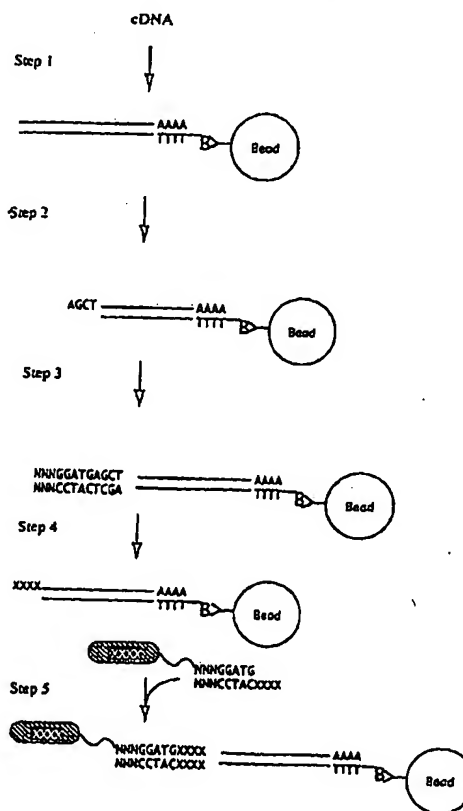 cDNA
Step 1
AAAA
TTTT
B
Bead
Step 2
AGCT
AAAA
TTTT
B
Bead
Step 3
NNNGGATGAGCT
NNNCCTACTCGA
AAAA
TTTT
B
Bead
Step 4
XXXX
AAAA
TTTT
B
Bead
XXXX
NNNGGATG
NNNCCTACXXXX
Step 5
XXXX
NNNGGATGXXXX
NNNCCTACXXXX
AAAA
TTTT
B
Bead